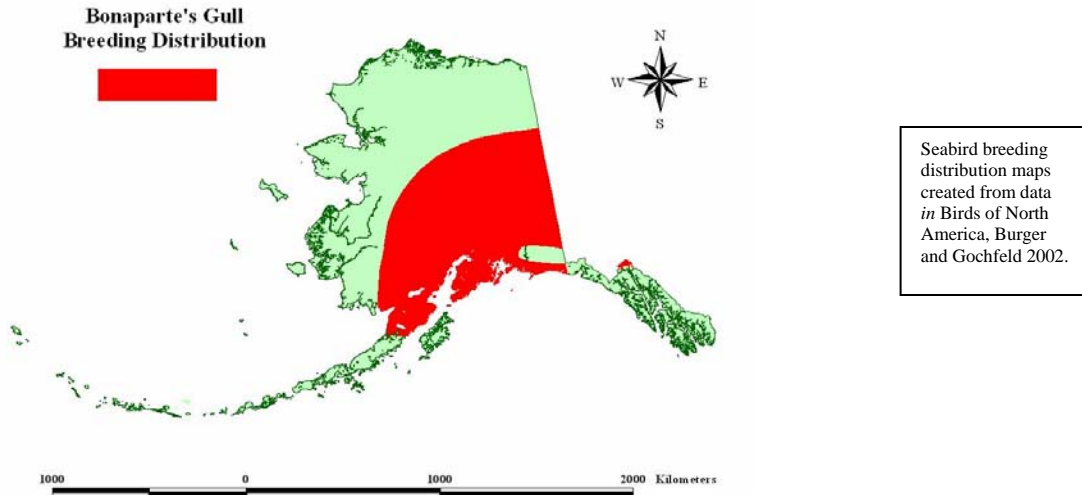 Bonaparte's Gull
Breeding Distribution
N
W E
S
Seabird breeding
distribution maps
created from data
in Birds of North
America, Burger
and Gochfeld 2002.
1000 0 1000 2000 Kilometers